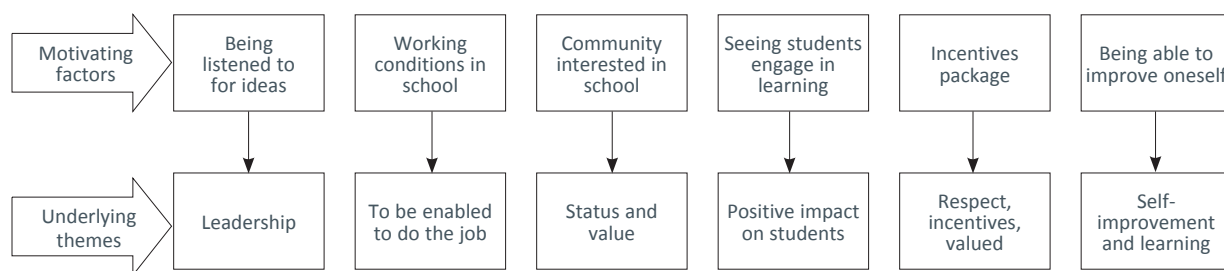 Motivating
factors
Being
listened to
for ideas
Working
conditions in
school
Community
interested in
school
Seeing students
engage in
learning
Incentives
package
Being able to
improve oneself
Underlying
themes
Leadership
To be enabled
to do the job
Status and
value
Positive impact
on students
Respect,
incentives,
valued
Self-
improvement
and learning